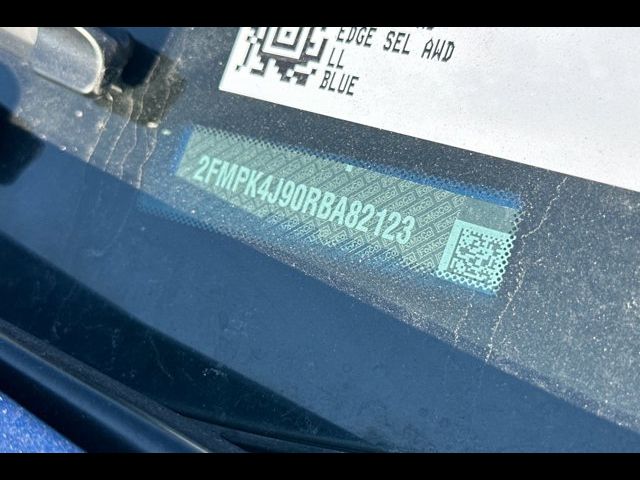 EDGE SEL AWD
LL
BLUE
2FMPK4J90RBA82123